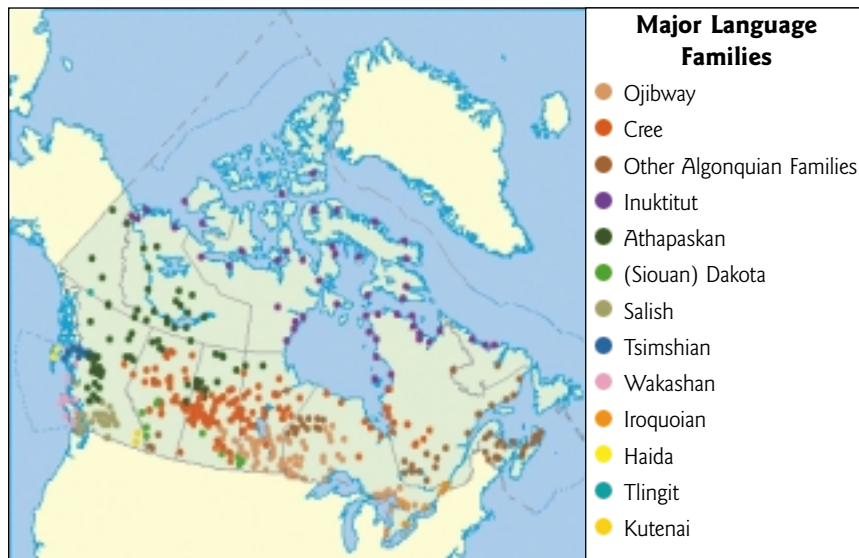 Major Language
Families
Ojibway
Cree
Other Algonquian Families
Inuktitut
Athapaskan
(Siouan) Dakota
Salish
Tsimshian
Wakashan
Iroquoian
Haida
Tlingit
Kutenai